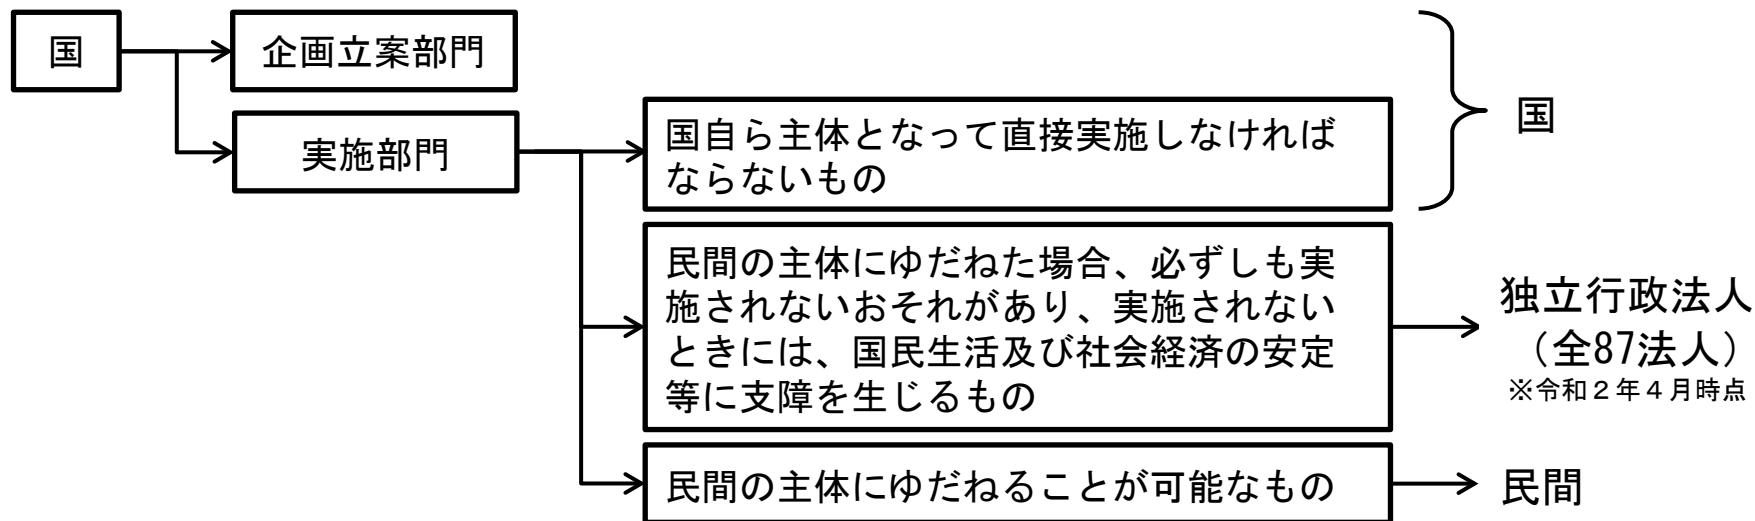 国
企画立案部門
実施部門
国自ら主体となって直接実施しなければ
ならないもの
国
民間の主体にゆだねた場合、必ずしも実
施されないおそれがあり、実施されない
ときには、国民生活及び社会経済の安定
等に支障を生じるもの
独立行政法人
（全87法人）
※令和２年４月時点
民間の主体にゆだねることが可能なもの
民間